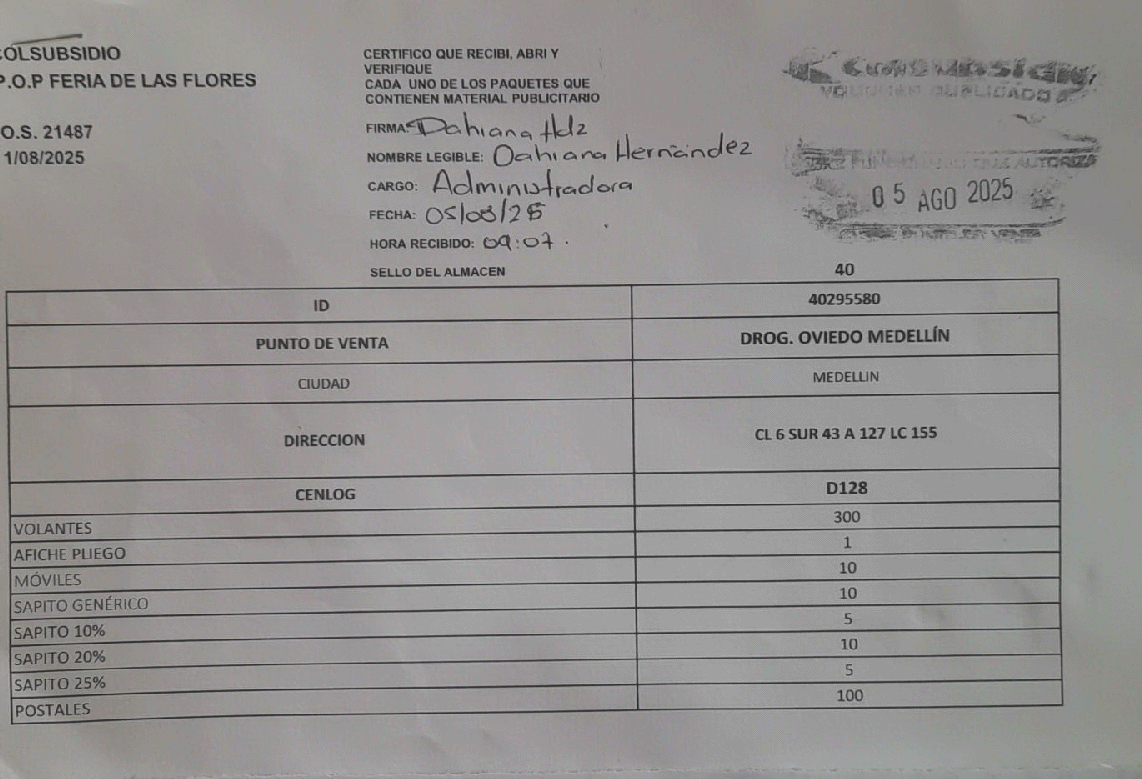 COLSUBSIDIO
P.O.P FERIA DE LAS FLORES
O.S. 21487
1/08/2025
CERTIFICO QUE RECIBI, ABRI Y
VERIFIQUE
CADA UNO DE LOS PAQUETES QUE
CONTIENEN MATERIAL PUBLICITARIO
FIRMA: Dahiana Hdz
NOMBRE LEGIBLE: Dahiana Hernández
CARGO: Administradora
FECHA: 05/08/25
HORA RECIBIDO: 09:07.
SELLO DEL ALMACEN
05 AGO 2025
40
ID 40295580
PUNTO DE VENTA DROG. OVIEDO MEDELLÍN
CIUDAD MEDELLIN
DIRECCION CL 6 SUR 43 A 127 LC 155
CENLOG D128
VOLANTES 300
AFICHE PLIEGO 1
MÓVILES 10
SAPITO GENÉRICO 10
SAPITO 10% 5
SAPITO 20% 10
SAPITO 25% 5
POSTALES 100